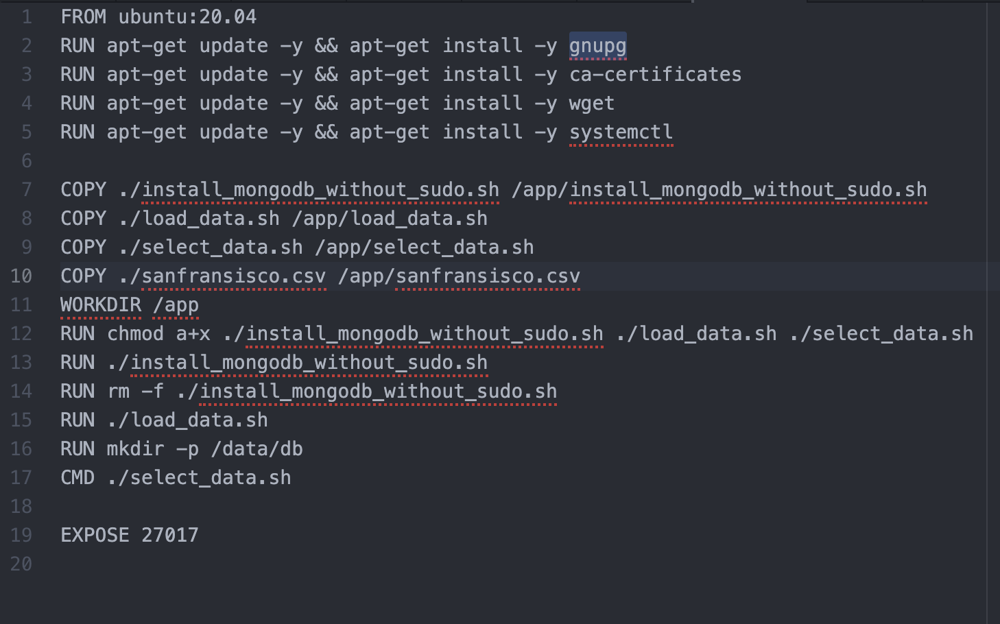 1 FROM ubuntu:20.04
2 RUN apt-get update -y && apt-get install -y gnupg
3 RUN apt-get update -y && apt-get install -y ca-certificates
4 RUN apt-get update -y && apt-get install -y wget
5 RUN apt-get update -y && apt-get install -y systemctl
6
7 COPY ./install_mongodb_without_sudo.sh /app/install_mongodb_without_sudo.sh
8 COPY ./load_data.sh /app/load_data.sh
9 COPY ./select_data.sh /app/select_data.sh
10 COPY ./sanfransisco.csv /app/sanfransisco.csv
11 WORKDIR /app
12 RUN chmod a+x ./install_mongodb_without_sudo.sh ./load_data.sh ./select_data.sh
13 RUN ./install_mongodb_without_sudo.sh
14 RUN rm -f ./install_mongodb_without_sudo.sh
15 RUN ./load_data.sh
16 RUN mkdir -p /data/db
17 CMD ./select_data.sh
18
19 EXPOSE 27017
20